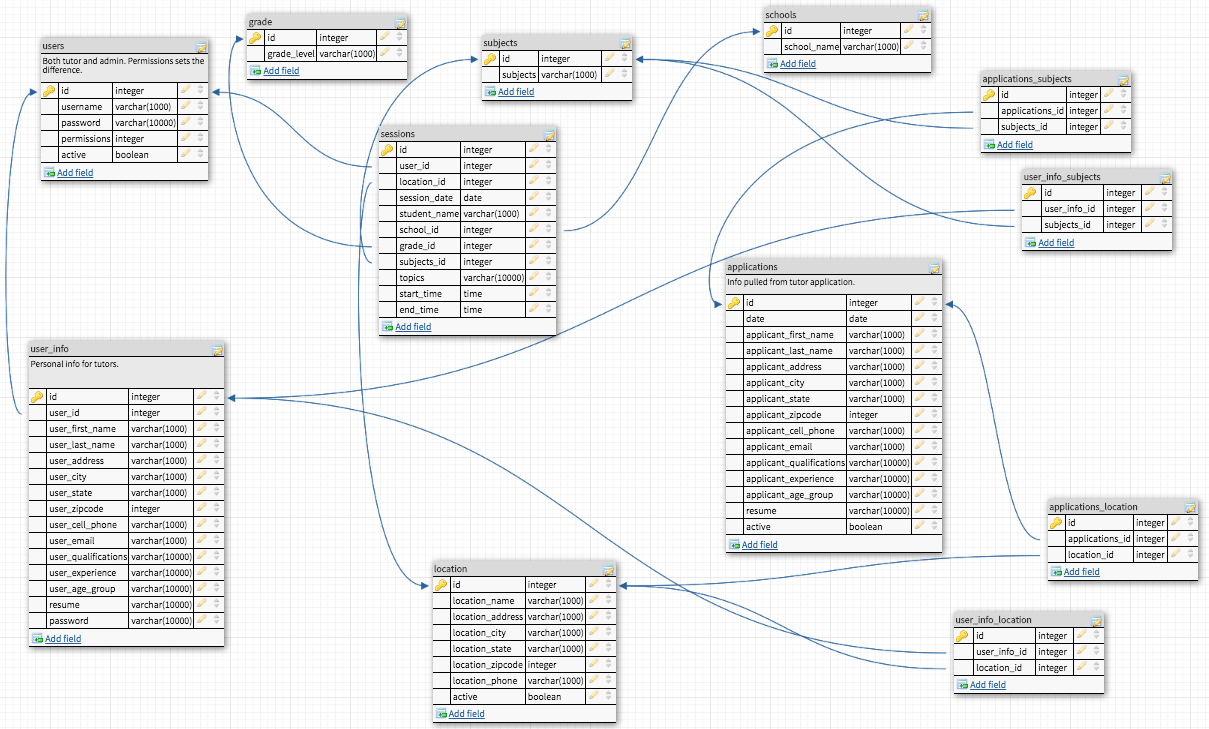 users
Both tutor and admin. Permissions sets the
difference.
id integer
username varchar(1000)
password varchar(10000)
permissions integer
active boolean
Add field
grade
id integer
grade_level varchar(1000)
Add field
subjects
id integer
subjects varchar(1000)
Add field
schools
id integer
school_name varchar(1000)
Add field
applications_subjects
id integer
applications_id integer
subjects_id integer
Add field
sessions
id integer
user_id integer
location_id integer
session_date date
student_name varchar(1000)
school_id integer
grade_id integer
subjects_id integer
topics varchar(10000)
start_time time
end_time time
Add field
user_info_subjects
id integer
user_info_id integer
subjects_id integer
Add field
applications
Info pulled from tutor application.
id integer
date date
applicant_first_name varchar(1000)
applicant_last_name varchar(1000)
applicant_address varchar(1000)
applicant_city varchar(1000)
applicant_state varchar(1000)
applicant_zipcode integer
applicant_cell_phone varchar(1000)
applicant_email varchar(1000)
applicant_qualifications varchar(10000)
applicant_experience varchar(10000)
applicant_age_group varchar(10000)
resume varchar(10000)
active boolean
Add field
user_info
Personal info for tutors.
id integer
user_id integer
user_first_name varchar(1000)
user_last_name varchar(1000)
user_address varchar(1000)
user_city varchar(1000)
user_state varchar(1000)
user_zipcode integer
user_cell_phone varchar(1000)
user_email varchar(1000)
user_qualifications varchar(10000)
user_experience varchar(10000)
user_age_group varchar(10000)
resume varchar(10000)
password varchar(10000)
Add field
applications_location
id integer
applications_id integer
location_id integer
Add field
location
id integer
location_name varchar(1000)
location_address varchar(1000)
location_city varchar(1000)
location_state varchar(1000)
location_zipcode integer
location_phone varchar(1000)
active boolean
Add field
user_info_location
id integer
user_info_id integer
location_id integer
Add field